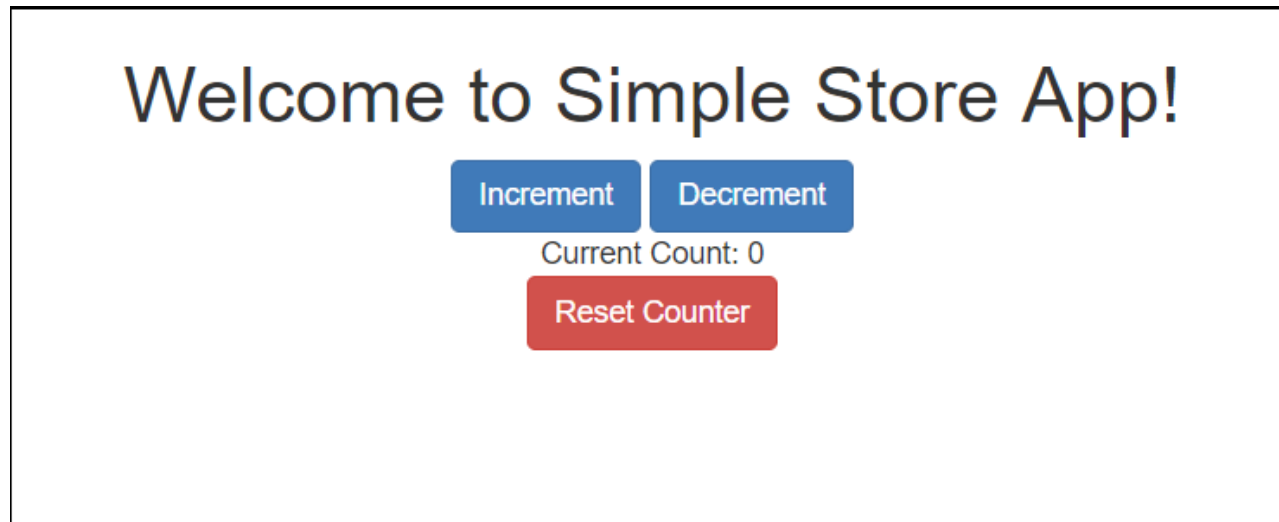 Welcome to Simple Store App!
Increment Decrement
Current Count: 0
Reset Counter